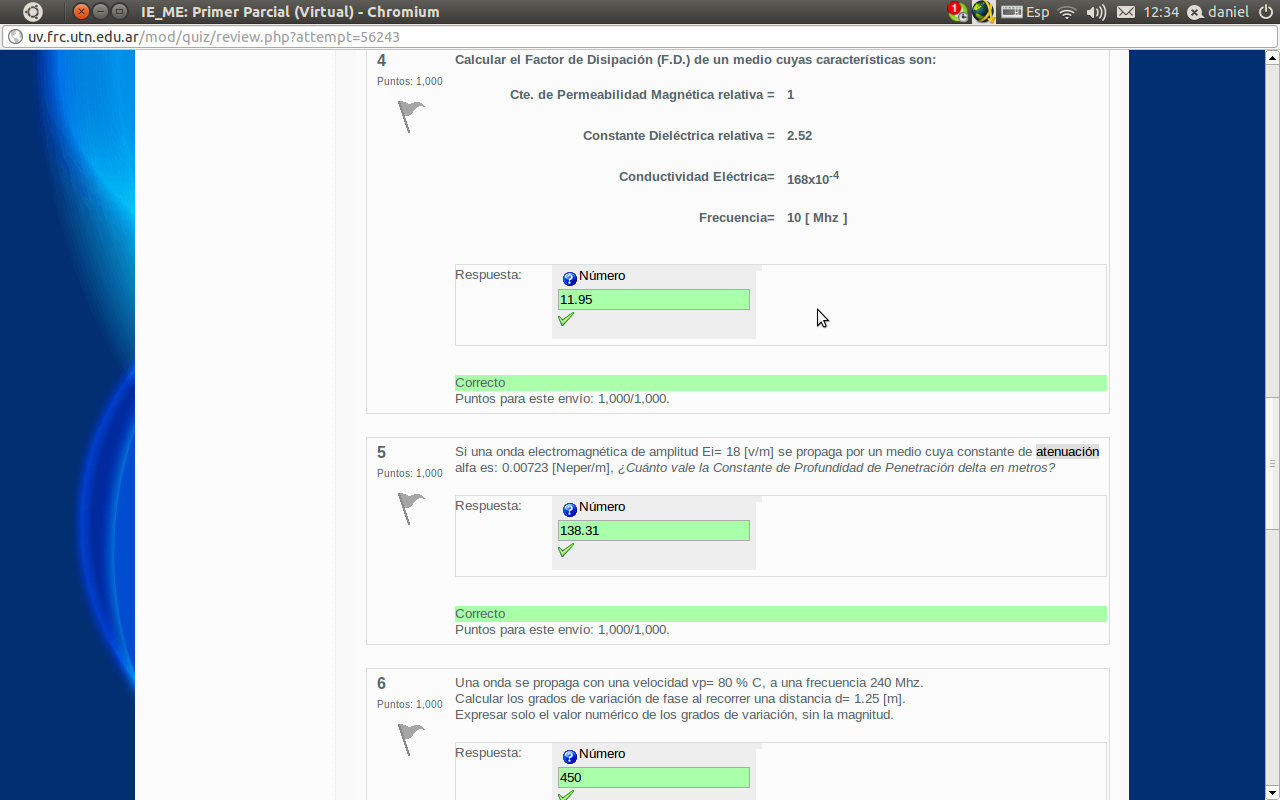 IE_ME: Primer Parcial (Virtual) - Chromium
1
Esp
12:34
daniel
uv.frc.utn.edu.ar/mod/quiz/review.php?attempt=56243
4
Puntos: 1,000
Calcular el Factor de Disipación (F.D.) de un medio cuyas características son:
Cte. de Permeabilidad Magnética relativa = 1
Constante Dieléctrica relativa = 2.52
Conductividad Eléctrica= 168x10-4
Frecuencia= 10 [ Mhz ]
Respuesta:
Número
11.95
Correcto
Puntos para este envío: 1,000/1,000.
5
Puntos: 1,000
Si una onda electromagnética de amplitud Ei= 18 [v/m] se propaga por un medio cuya constante de atenuación
alfa es: 0.00723 [Neper/m], ¿Cuánto vale la Constante de Profundidad de Penetración delta en metros?
Respuesta:
Número
138.31
Correcto
Puntos para este envío: 1,000/1,000.
6
Puntos: 1,000
Una onda se propaga con una velocidad vp= 80 % C, a una frecuencia 240 Mhz.
Calcular los grados de variación de fase al recorrer una distancia d= 1.25 [m].
Expresar solo el valor numérico de los grados de variación, sin la magnitud.
Respuesta:
Número
450